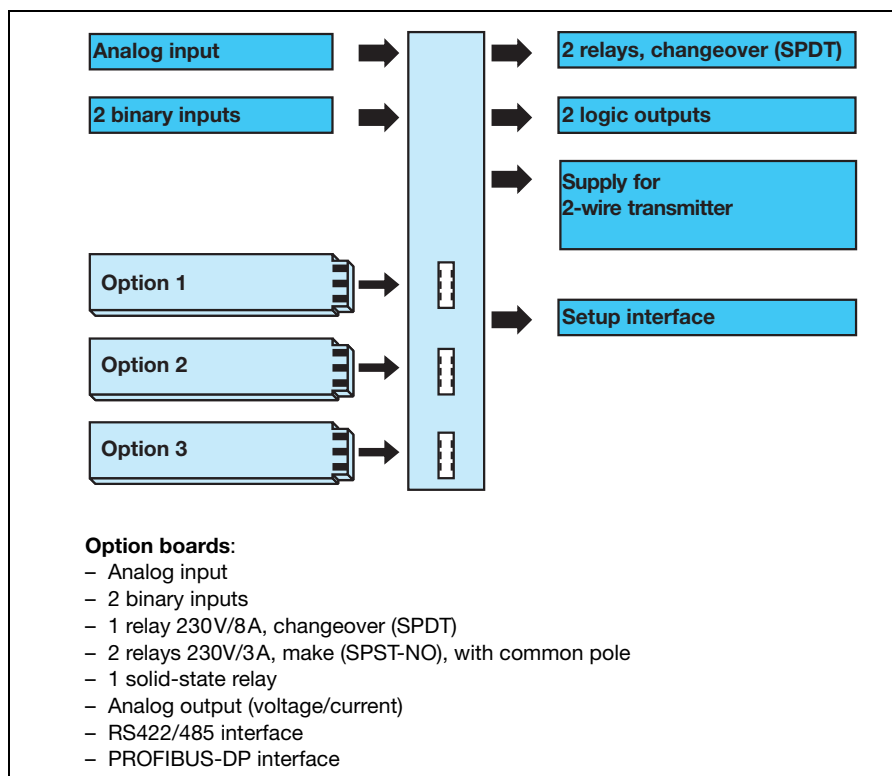 Analog input
2 binary inputs
2 relays, changeover (SPDT)
2 logic outputs
Supply for
2-wire transmitter
Setup interface
Option 1
Option 2
Option 3
Option boards:
– Analog input
– 2 binary inputs
– 1 relay 230V/8A, changeover (SPDT)
– 2 relays 230V/3A, make (SPST-NO), with common pole
– 1 solid-state relay
– Analog output (voltage/current)
– RS422/485 interface
– PROFIBUS-DP interface